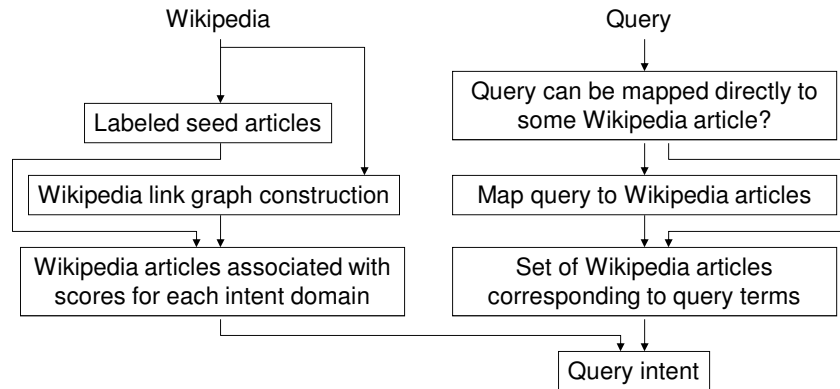 Wikipedia
Query
Labeled seed articles
Query can be mapped directly to
some Wikipedia article?
Wikipedia link graph construction
Map query to Wikipedia articles
Wikipedia articles associated with
scores for each intent domain
Set of Wikipedia articles
corresponding to query terms
Query intent